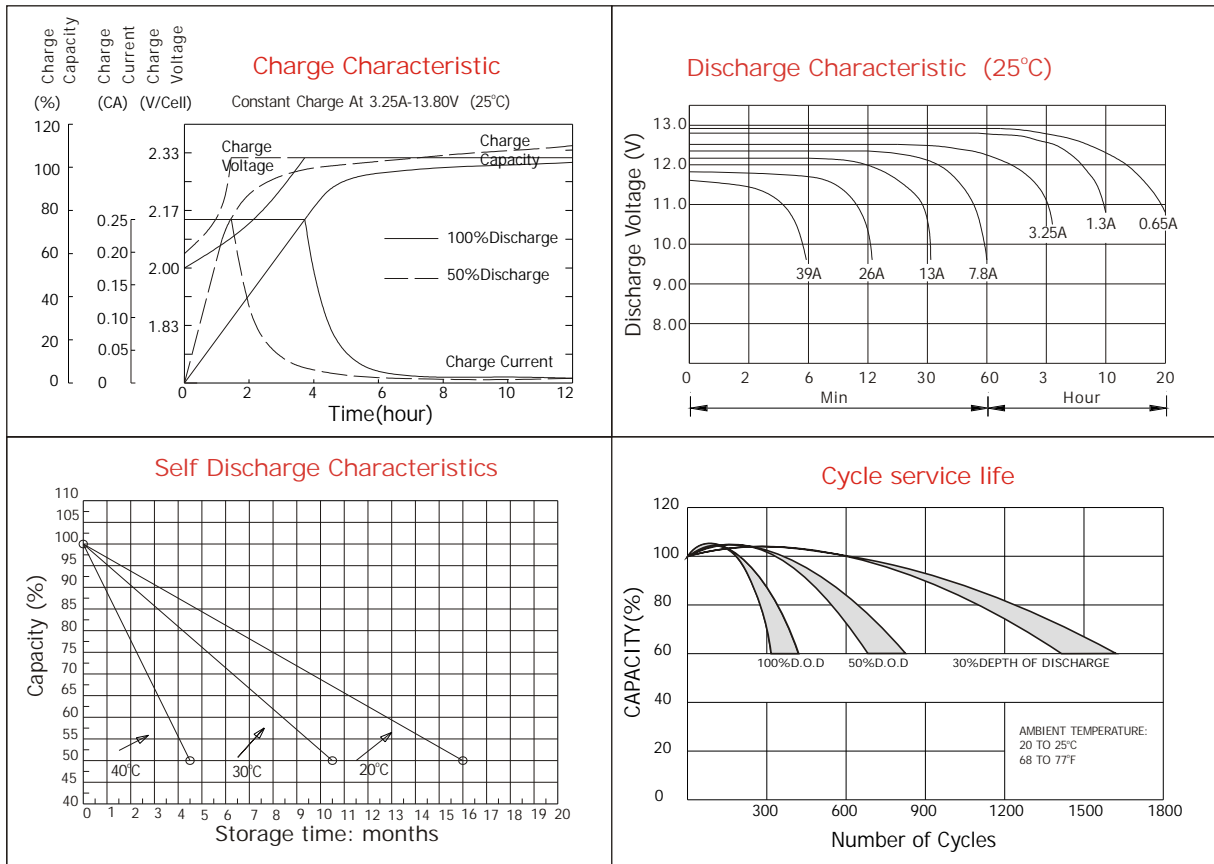 Charge Capacity
Charge Current
Charge Voltage
(%)
(CA)
(V/Cell)
Charge Characteristic
Constant Charge At 3.25A-13.80V (25°C)
120
100
80
60
40
20
0
0.25
0.20
0.15
0.10
0.05
0
2.33
2.17
2.00
1.83
Charge Voltage
Charge Capacity
100%Discharge
50%Discharge
Charge Current
0 2 4 6 8 10 12
Time(hour)
Discharge Characteristic (25°C)
Discharge Voltage (V)
13.0
12.0
11.0
10.0
9.00
8.00
39A
26A
13A
7.8A
3.25A
1.3A
0.65A
0 2 6 12 30 60 3 10 20
Min
Hour
Self Discharge Characteristics
Capacity (%)
110
105
100
95
90
85
80
75
70
65
60
55
50
45
40
40°C
30°C
20°C
0 1 2 3 4 5 6 7 8 9 10 11 12 13 14 15 16 17 18 19 20
Storage time: months
Cycle service life
CAPACITY(%)
120
100
80
60
40
20
0
100%D.O.D
50%D.O.D
30%DEPTH OF DISCHARGE
AMBIENT TEMPERATURE:
20 TO 25°C
68 TO 77°F
300 600 900 1200 1500 1800
Number of Cycles